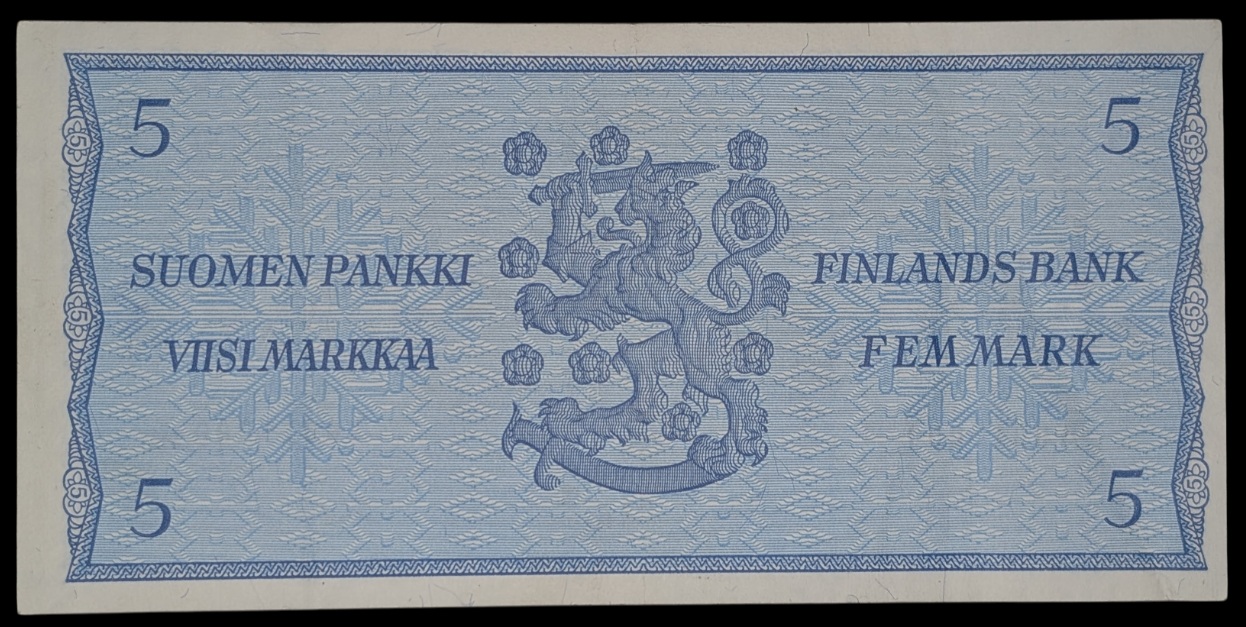 5 5
SUOMEN PANKKI FINLANDS BANK
VIISI MARKKAA FEM MARK
5 5